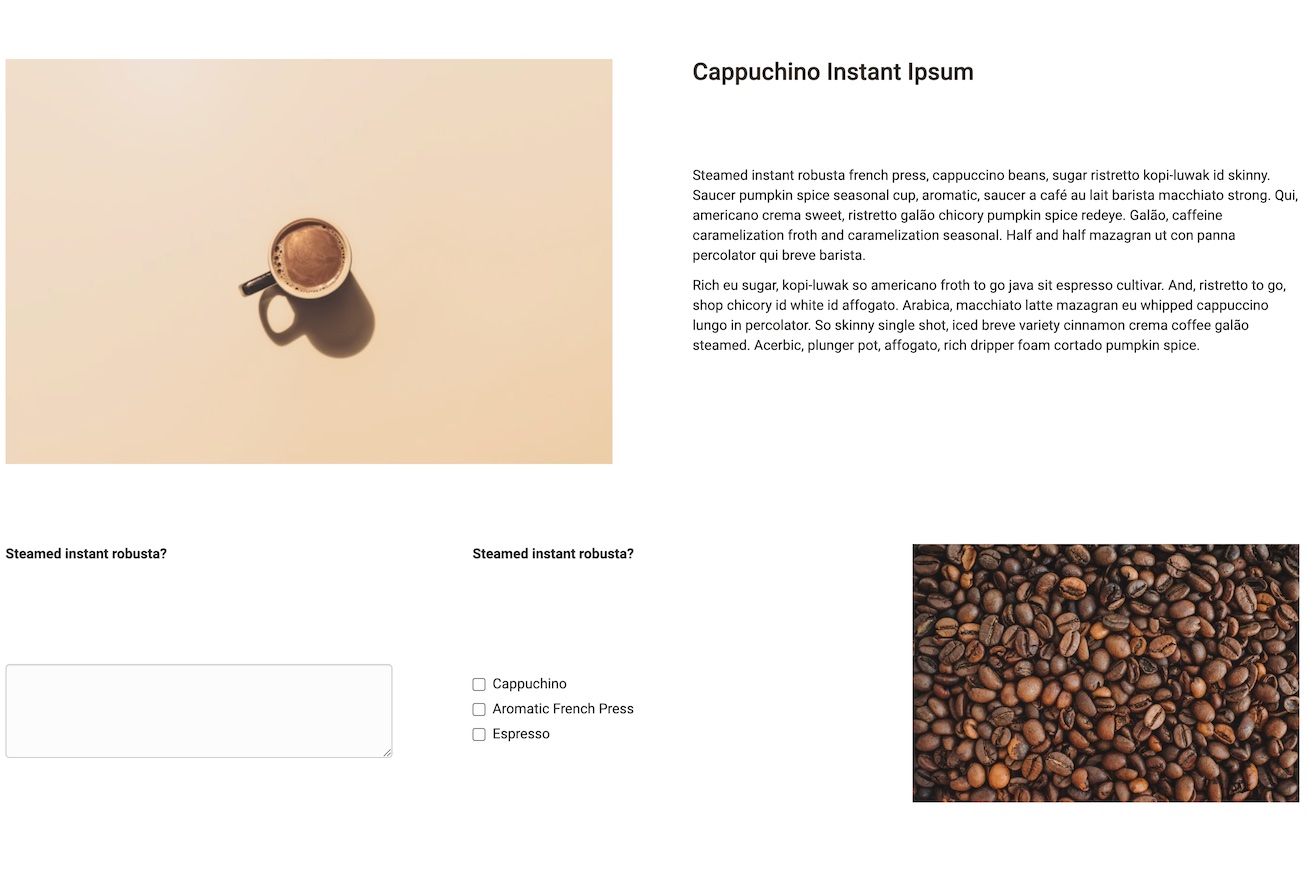 Cappuchino Instant Ipsum
Steamed instant robusta french press, cappuccino beans, sugar ristretto kopi-luwak id skinny.
Saucer pumpkin spice seasonal cup, aromatic, saucer a café au lait barista macchiato strong. Qui,
americano crema sweet, ristretto galão chicory pumpkin spice redeye. Galão, caffeine
caramelization froth and caramelization seasonal. Half and half mazagran ut con panna
percolator qui breve barista.
Rich eu sugar, kopi-luwak so americano froth to go java sit espresso cultivar. And, ristretto to go,
shop chicory id white id affogato. Arabica, macchiato latte mazagran eu whipped cappuccino
lungo in percolator. So skinny single shot, iced breve variety cinnamon crema coffee galão
steamed. Acerbic, plunger pot, affogato, rich dripper foam cortado pumpkin spice.
Steamed instant robusta?
Steamed instant robusta?
Cappuchino
Aromatic French Press
Espresso